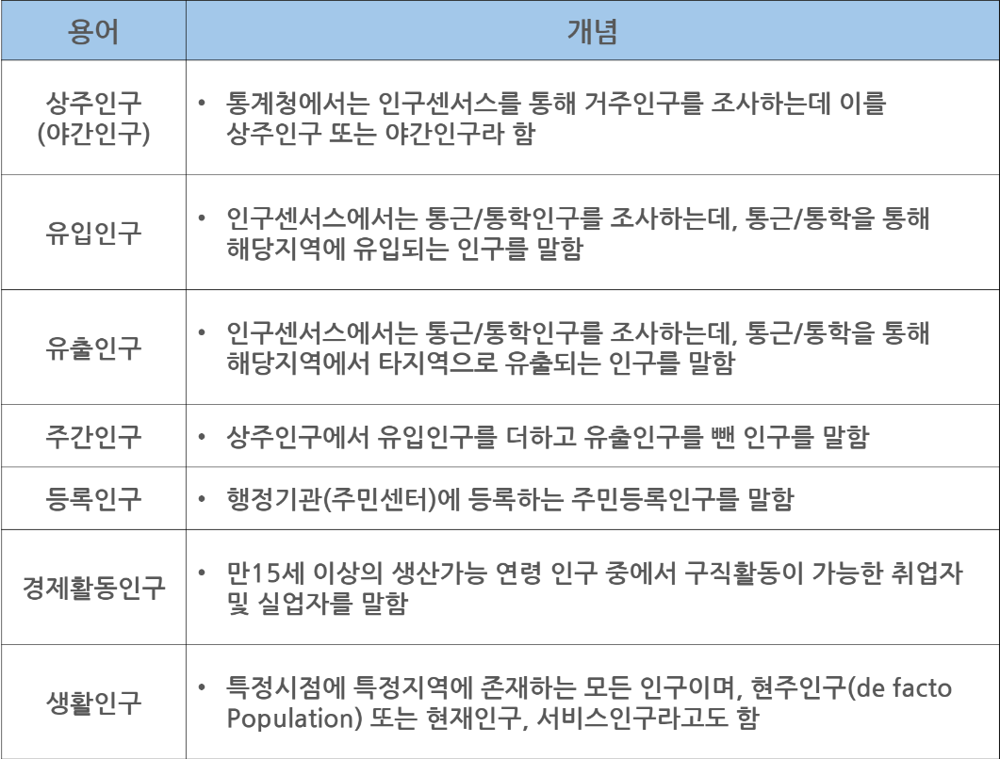 용어
개념
상주인구
(야간인구)
• 통계청에서는 인구센서스를 통해 거주인구를 조사하는데 이를
상주인구 또는 야간인구라 함
유입인구
• 인구센서스에서는 통근/통학인구를 조사하는데, 통근/통학을 통해
해당지역에 유입되는 인구를 말함
유출인구
• 인구센서스에서는 통근/통학인구를 조사하는데, 통근/통학을 통해
해당지역에서 타지역으로 유출되는 인구를 말함
주간인구
• 상주인구에서 유입인구를 더하고 유출인구를 뺀 인구를 말함
등록인구
• 행정기관(주민센터)에 등록하는 주민등록인구를 말함
경제활동인구
• 만15세 이상의 생산가능 연령 인구 중에서 구직활동이 가능한 취업자
및 실업자를 말함
생활인구
• 특정시점에 특정지역에 존재하는 모든 인구이며, 현주인구(de facto
Population) 또는 현재인구, 서비스인구라고도 함